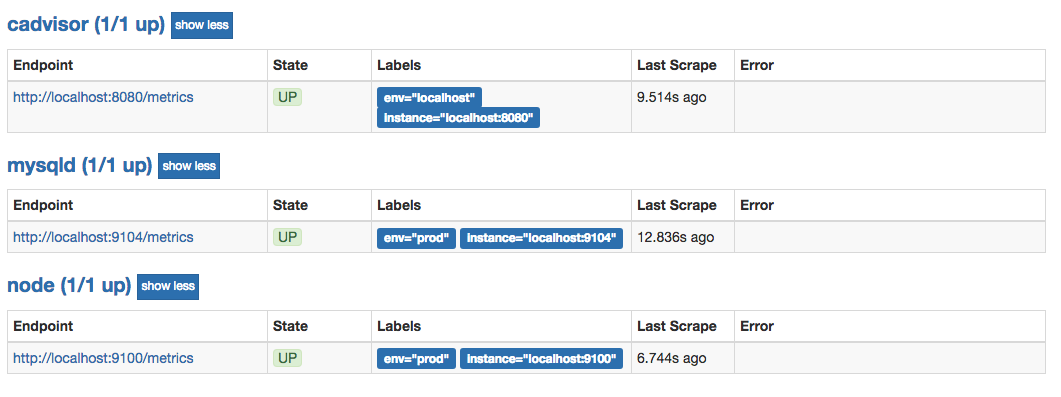 cadvisor (1/1 up) show less
Endpoint State Labels Last Scrape Error
http://localhost:8080/metrics UP env="localhost" 9.514s ago
instance="localhost:8080"
mysqld (1/1 up) show less
Endpoint State Labels Last Scrape Error
http://localhost:9104/metrics UP env="prod" instance="localhost:9104" 12.836s ago
node (1/1 up) show less
Endpoint State Labels Last Scrape Error
http://localhost:9100/metrics UP env="prod" instance="localhost:9100" 6.744s ago